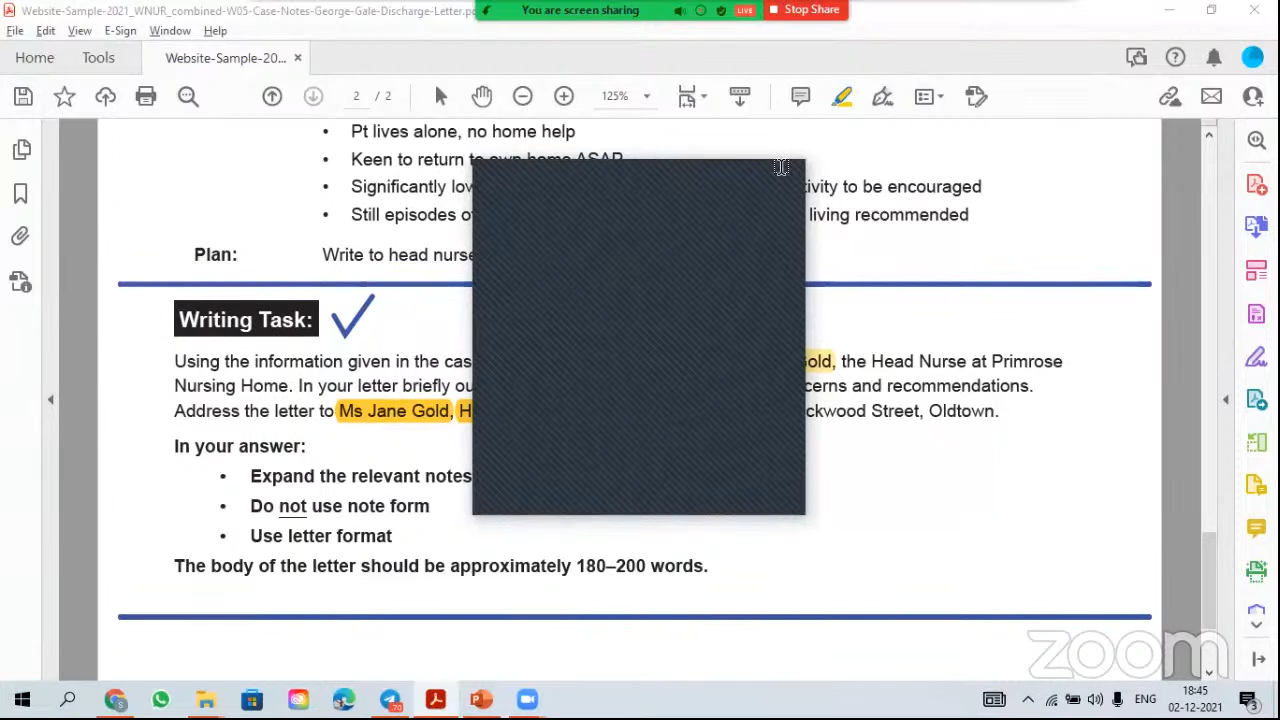 Website-Sample-2021_WNUR_combined-W05-Case-Notes-George-Gale-Discharge-Letter.p
You are screen sharing LIVE Stop Share
File Edit View E-Sign Window Help
Home Tools Website-Sample-20...
2 / 2 125%
• Pt lives alone, no home help
• Keen to return to own home ASAP
• Significantly low tivity to be encouraged
• Still episodes o living recommended
Plan: Write to head nurse
Writing Task:
Using the information given in the cas Gold, the Head Nurse at Primrose
Nursing Home. In your letter briefly ou cerns and recommendations.
Address the letter to Ms Jane Gold, H ckwood Street, Oldtown.
In your answer:
• Expand the relevant notes
• Do not use note form
• Use letter format
The body of the letter should be approximately 180–200 words.
zoom
70
ENG 18:45
02-12-2021 3